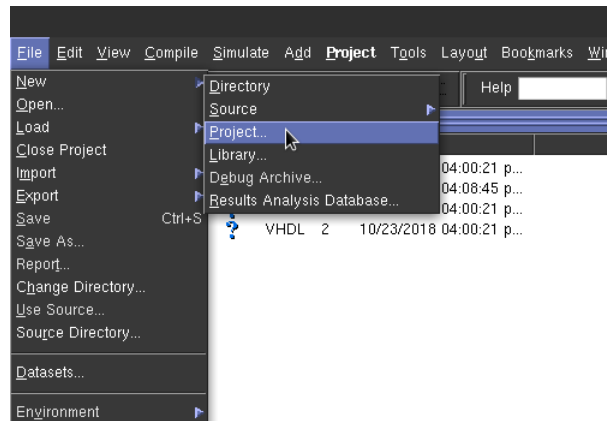 File Edit View Compile Simulate Add Project Tools Layout Bookmarks
Help
New
Open...
Load
Close Project
Import
Export
Save Ctrl+S
Save As...
Report...
Change Directory...
Use Source...
Source Directory...
Datasets...
Environment
Directory
Source
Project...
Library...
Debug Archive...
Results Analysis Database...
04:00:21 p...
04:08:45 p...
04:00:21 p...
? VHDL 2 10/23/2018 04:00:21 p...